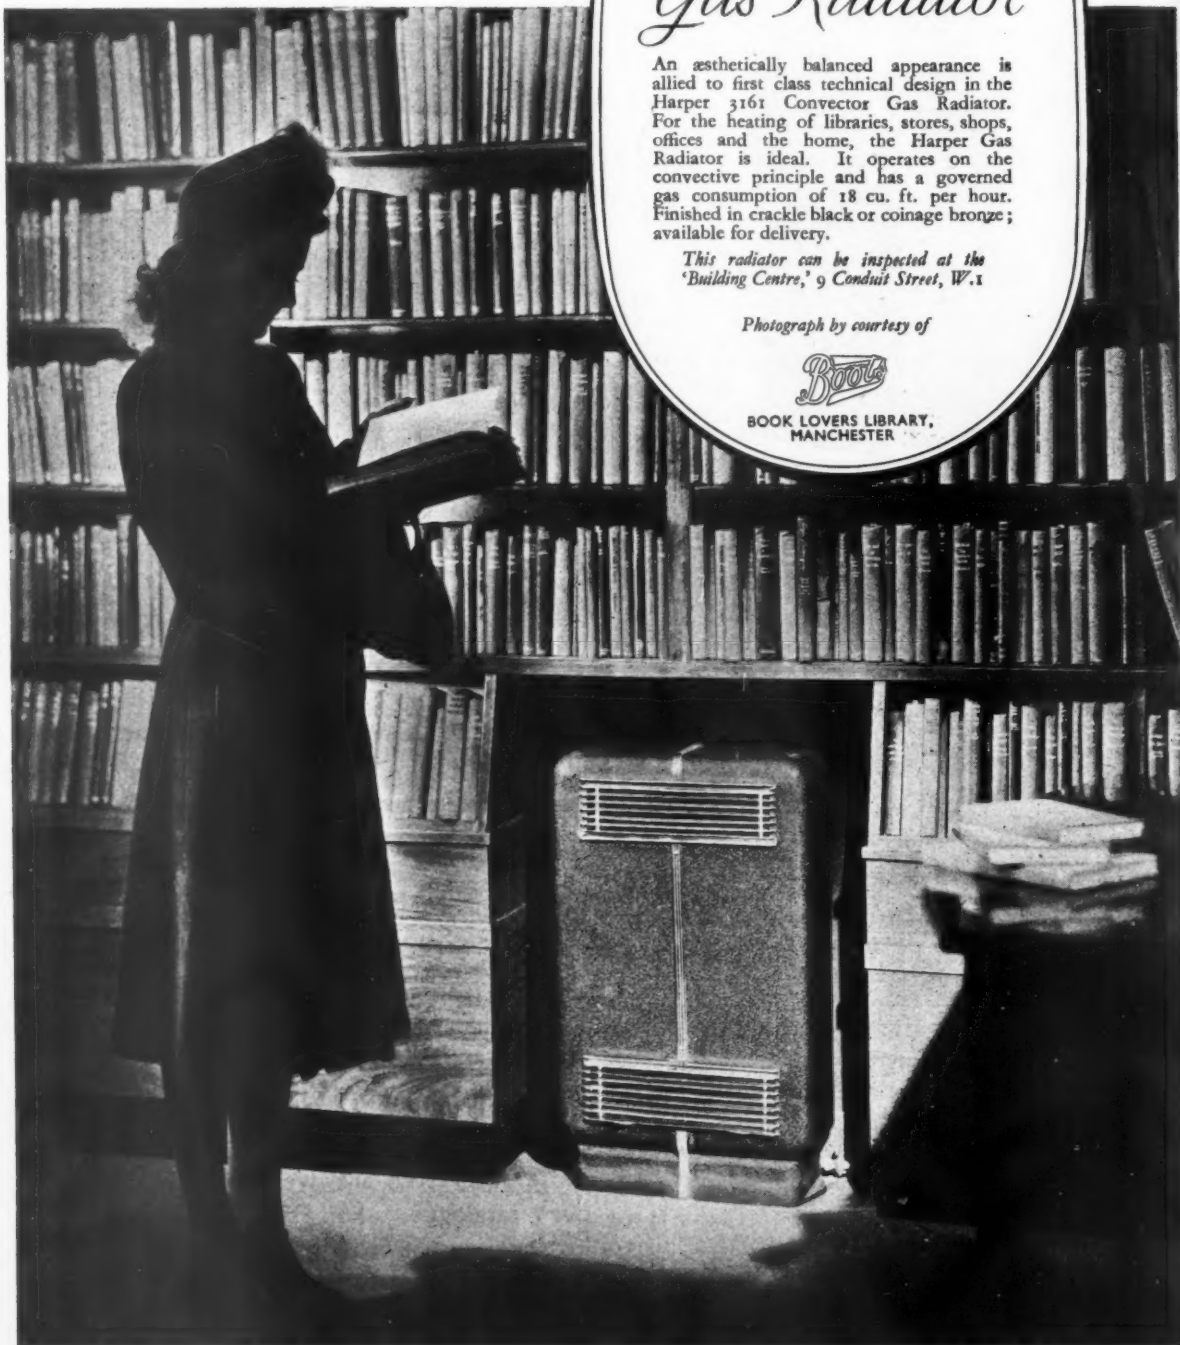 Gas Radiator
An æsthetically balanced appearance is
allied to first class technical design in the
Harper 3161 Convector Gas Radiator.
For the heating of libraries, stores, shops,
offices and the home, the Harper Gas
Radiator is ideal. It operates on the
convective principle and has a governed
gas consumption of 18 cu. ft. per hour.
Finished in crackle black or coinage bronze;
available for delivery.
This radiator can be inspected at the
‘Building Centre,’ 9 Conduit Street, W.1
Photograph by courtesy of
Boots
BOOK LOVERS LIBRARY,
MANCHESTER